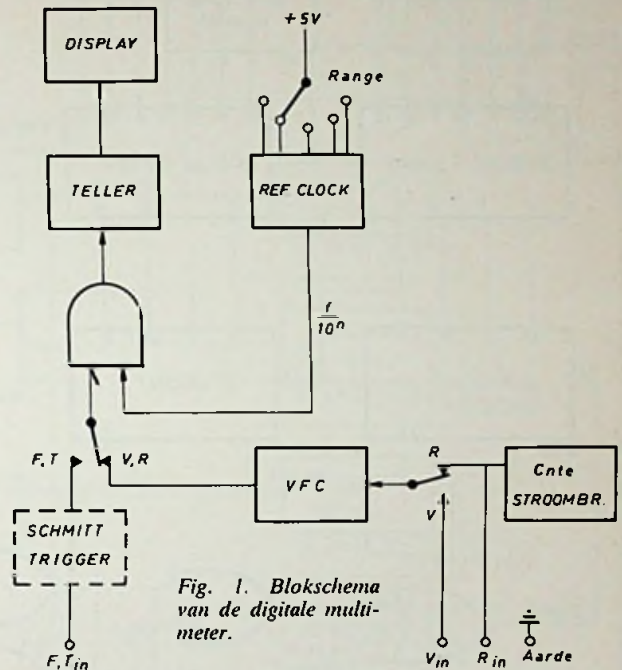 +5V
DISPLAY
Range
TELLER
REF CLOCK
f
10ⁿ
F,T
V,R
R
Cnte
STROOMBR.
VFC
V
SCHMITT
TRIGGER
Fig. 1. Blokschema
van de digitale multi-
meter.
F,Tin
Vin
Rin
Aarde